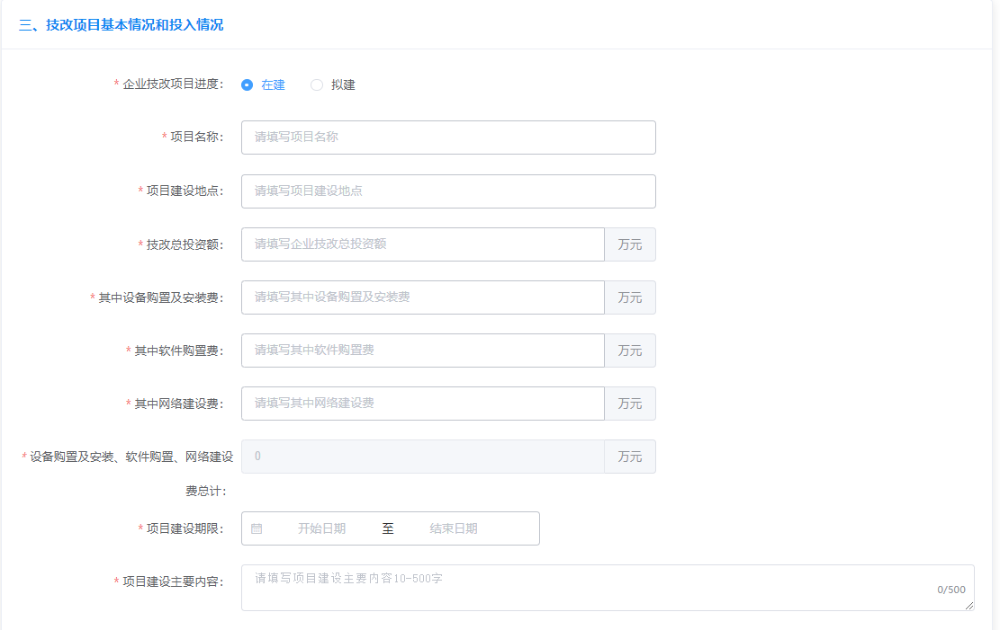 三、技改项目基本情况和投入情况
* 企业技改项目进度： 在建 拟建
* 项目名称： 请填写项目名称
* 项目建设地点： 请填写项目建设地点
* 技改总投资额： 请填写企业技改总投资额 万元
* 其中设备购置及安装费： 请填写其中设备购置及安装费 万元
* 其中软件购置费： 请填写其中软件购置费 万元
* 其中网络建设费： 请填写其中网络建设费 万元
* 设备购置及安装、软件购置、网络建设 0 万元
费总计：
* 项目建设期限： 开始日期 至 结束日期
* 项目建设主要内容： 请填写项目建设主要内容10-500字
0/500